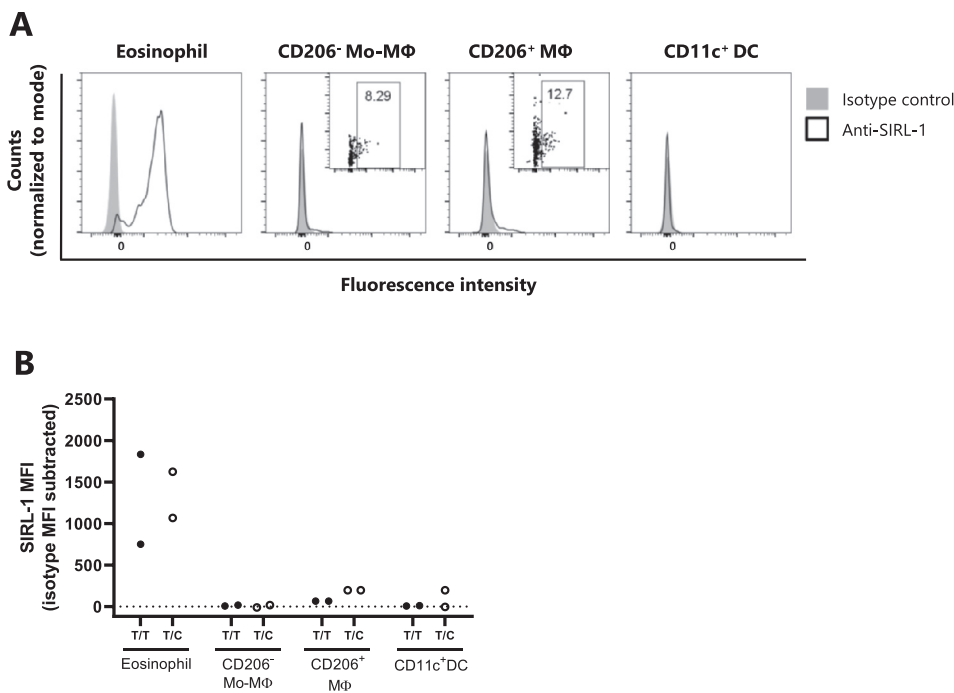 A
Eosinophil
CD206⁻ Mo-MΦ
CD206⁺ MΦ
CD11c⁺ DC
Counts
(normalized to mode)
8.29
12.7
Isotype control
Anti-SIRL-1
0
0
0
0
Fluorescence intensity
B
SIRL-1 MFI
(isotype MFI subtracted)
2500
2000
1500
1000
500
0
T/T
T/C
T/T
T/C
T/T
T/C
T/T
T/C
Eosinophil
CD206⁻
Mo-MΦ
CD206⁺
MΦ
CD11c⁺DC